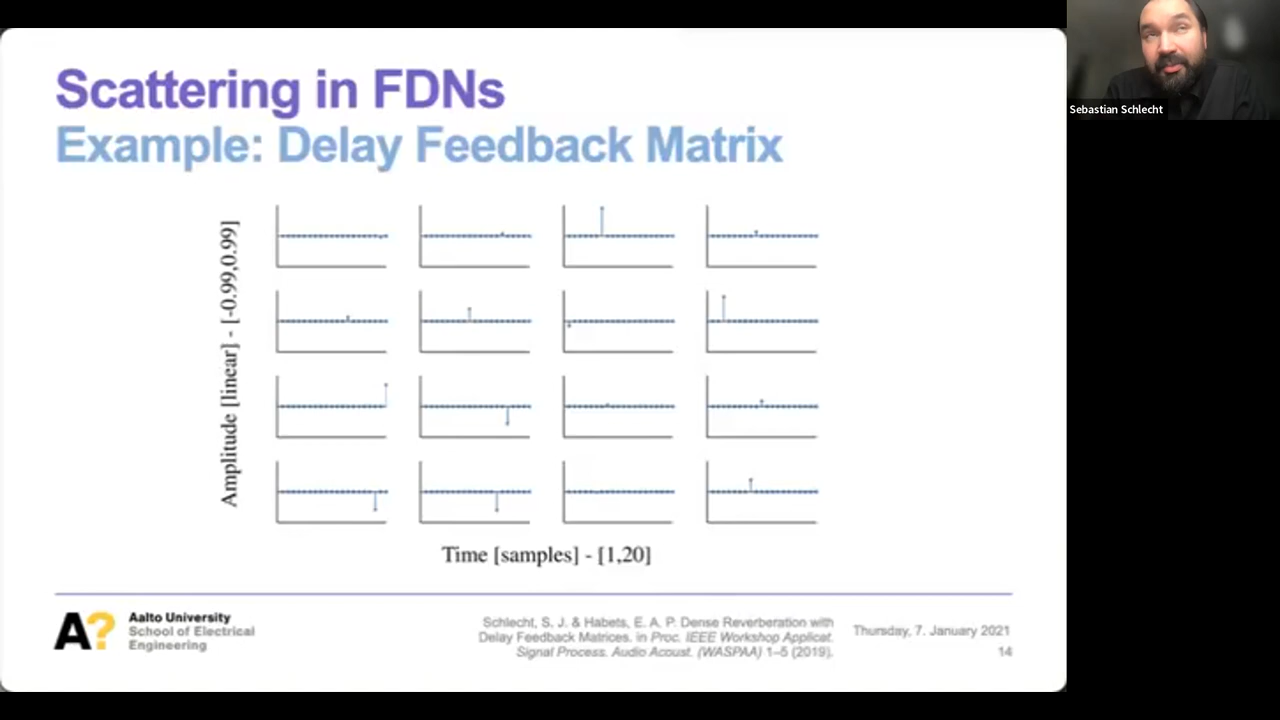 Scattering in FDNs
Example: Delay Feedback Matrix
Amplitude [linear] - [-0.99,0.99]
Time [samples] - [1,20]
A?
Aalto University
School of Electrical
Engineering
Schlecht, S. J. & Habets, E. A. P. Dense Reverberation with
Delay Feedback Matrices. in Proc. IEEE Workshop Applicat.
Signal Process. Audio Acoust. (WASPAA) 1–5 (2019).
Thursday, 7. January 2021
14
Sebastian Schlecht